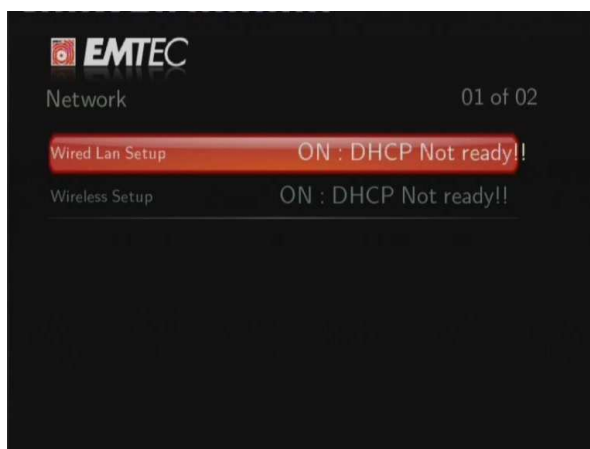 EMTEC
Network 01 of 02
Wired Lan Setup ON : DHCP Not ready!!
Wireless Setup ON : DHCP Not ready!!